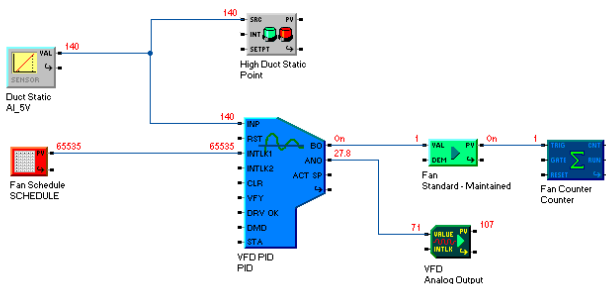 140
SRC PV
INT
SETPT
High Duct Static
Point
140
VAL
SENSOR
Duct Static
AI_5V
140
INP
RST
65535
65535
INTLK1
INTLK2
CLR
VFY
DRV OK
DMD
STA
BO
ANO
ACT SP
0n
27.8
VFD PID
PID
PV
Fan Schedule
SCHEDULE
1
VAL PV
DEM
0n
Fan
Standard - Maintained
1
TRIG CNT
GATE RUN
RESET
Fan Counter
Counter
71
VALUE PV
INTLK
107
VFD
Analog Output